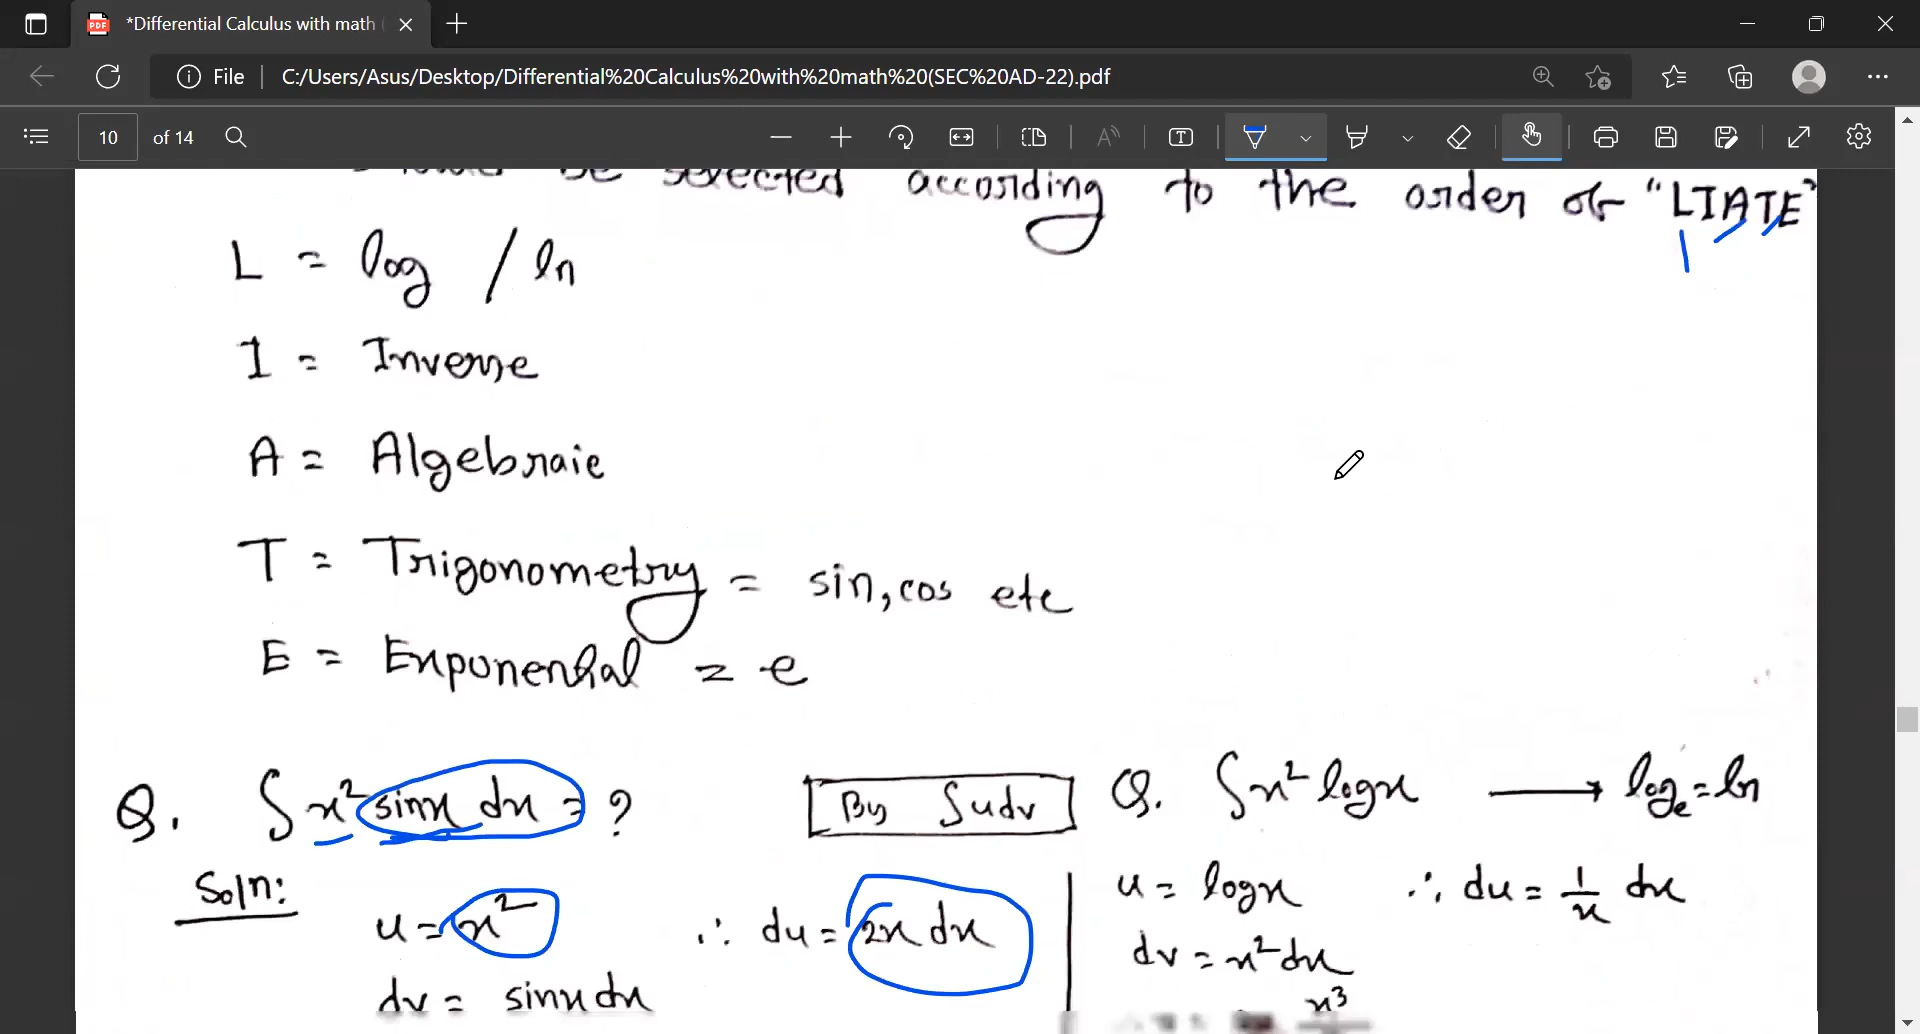 *Differential Calculus with math (
File C:/Users/Asus/Desktop/Differential%20Calculus%20with%20math%20(SEC%20AD-22).pdf
10 of 14
be selected according to the order of "LIATE"
L = log / ln
I = Inverse
A = Algebraic
T = Trigonometry = sin, cos etc
E = Exponential = e
Q. ∫x² sinx dx = ?
By ∫udv
Soln:
u = x² ∴ du = 2x dx
dv = sinx dx
Q. ∫x² logx ⟶ logₑ = ln
u = logx ∴ du = 1/x dx
dv = x² dx
x³